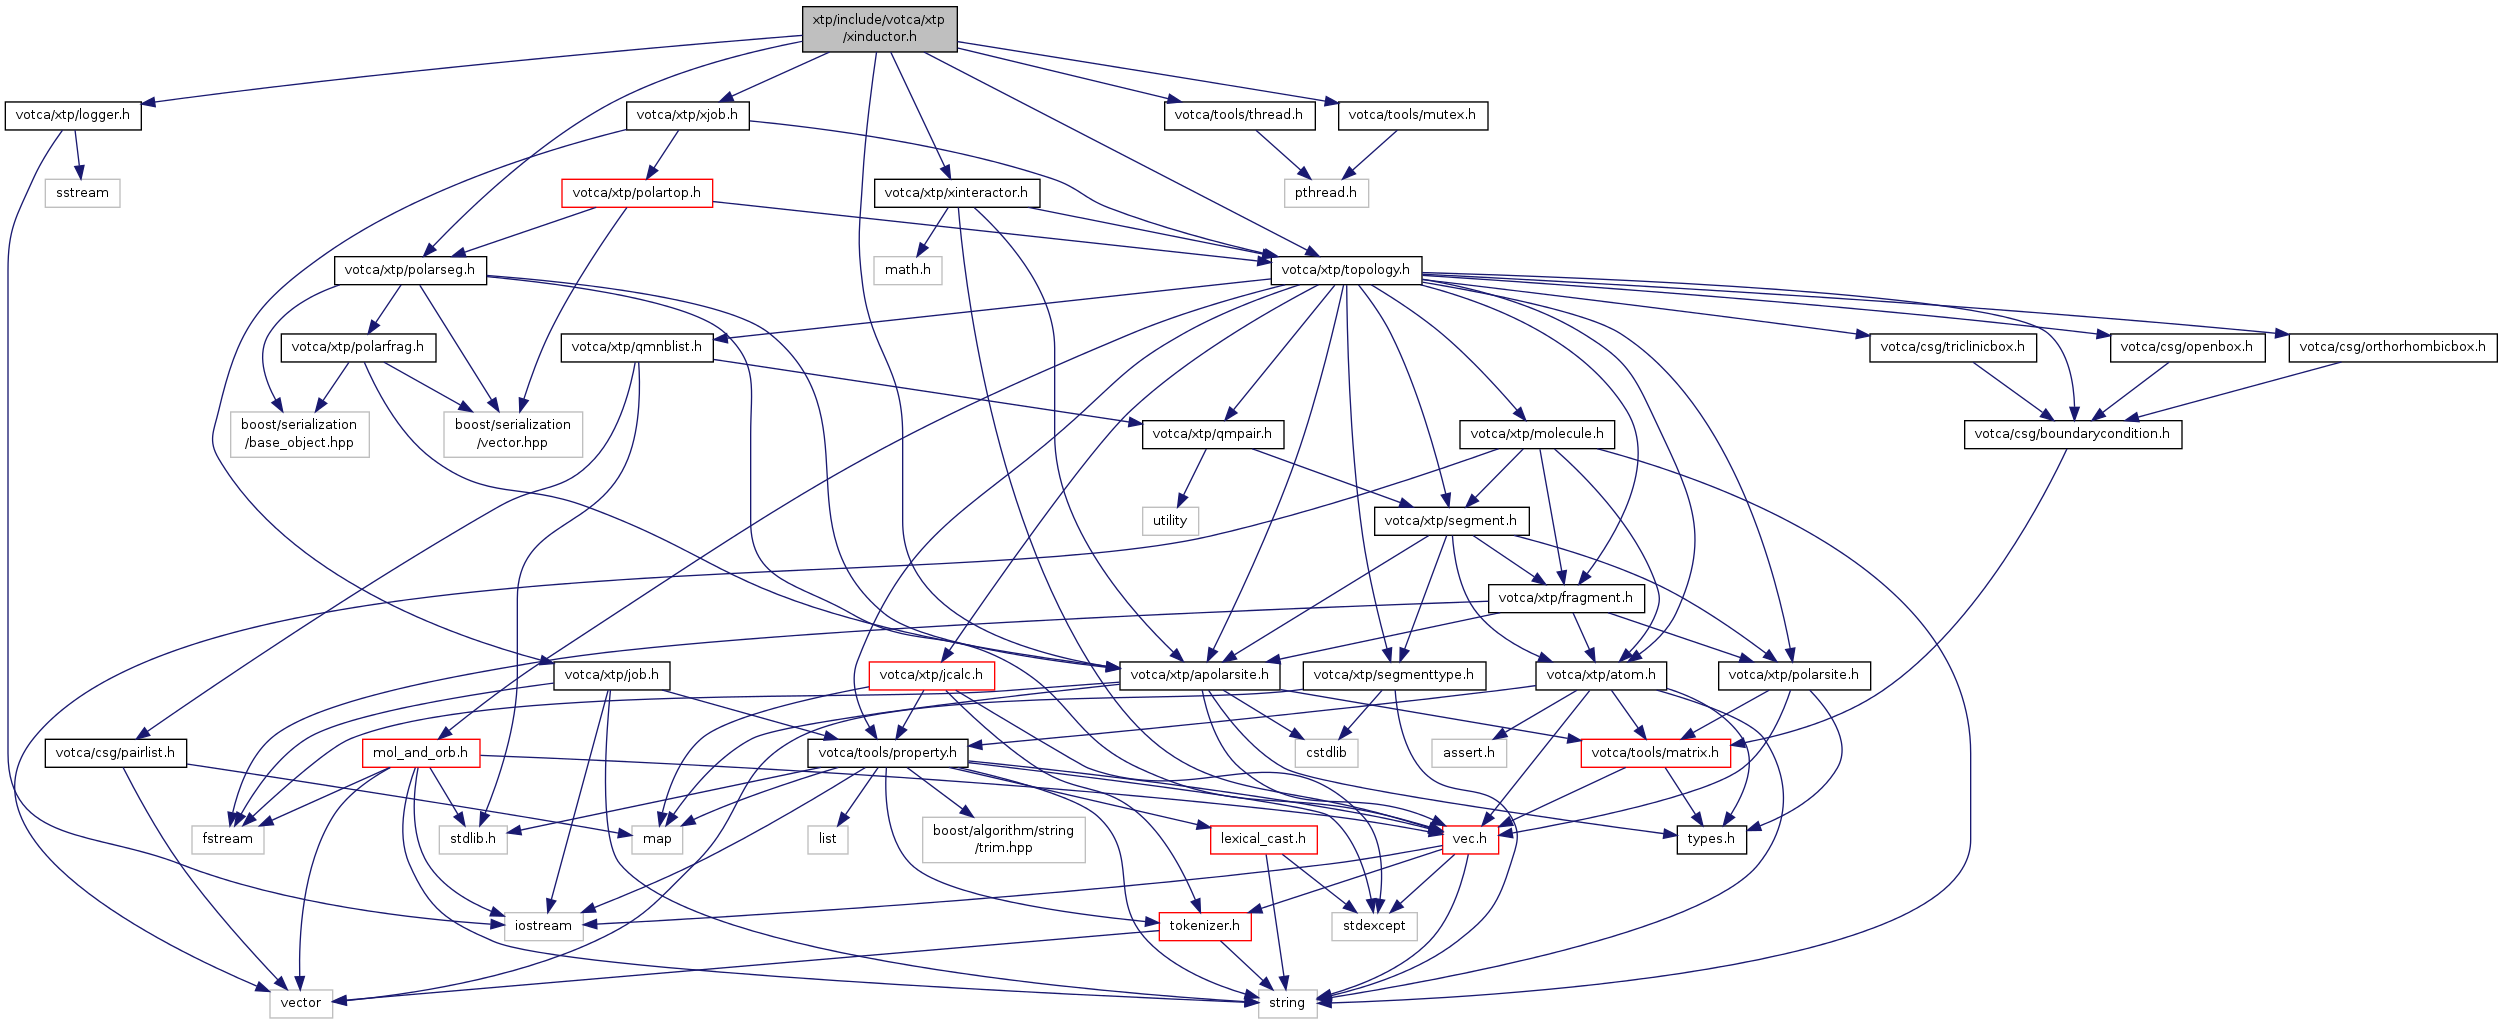 xtp/include/votca/xtp
/xinductor.h
votca/xtp/logger.h
votca/xtp/xjob.h
votca/tools/thread.h
votca/tools/mutex.h
sstream
votca/xtp/polartop.h
votca/xtp/xinteractor.h
pthread.h
votca/xtp/polarseg.h
math.h
votca/xtp/topology.h
votca/xtp/polarfrag.h
votca/xtp/qmnblist.h
votca/csg/triclinicbox.h
votca/csg/openbox.h
votca/csg/orthorhombicbox.h
boost/serialization
/base_object.hpp
boost/serialization
/vector.hpp
votca/xtp/qmpair.h
votca/xtp/molecule.h
votca/csg/boundarycondition.h
utility
votca/xtp/segment.h
votca/xtp/fragment.h
votca/xtp/job.h
votca/xtp/jcalc.h
votca/xtp/apolarsite.h
votca/xtp/segmenttype.h
votca/xtp/atom.h
votca/xtp/polarsite.h
votca/csg/pairlist.h
mol_and_orb.h
votca/tools/property.h
cstdlib
assert.h
votca/tools/matrix.h
fstream
stdlib.h
map
list
boost/algorithm/string
/trim.hpp
lexical_cast.h
vec.h
types.h
iostream
tokenizer.h
stdexcept
vector
string